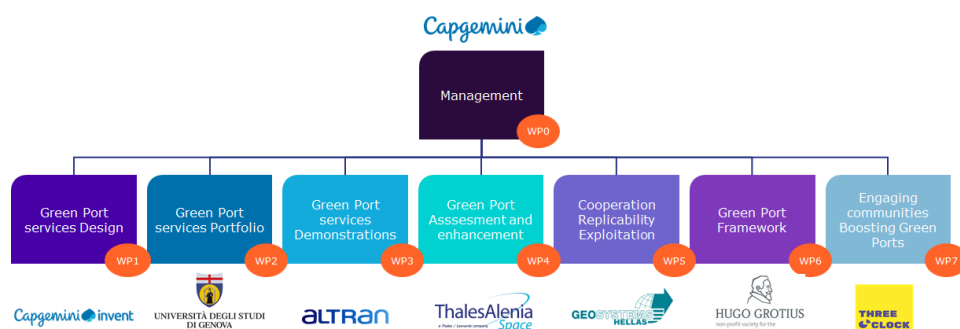 Capgemini
Management
WP0
Green Port
services Design
WP1
Green Port
services Portfolio
WP2
Green Port
services
Demonstrations
WP3
Green Port
Asssesment and
enhancement
WP4
Cooperation
Replicability
Exploitation
WP5
Green Port
Framework
WP6
Engaging
communities
Boosting Green
Ports
WP7
Capgemini invent
UNIVERSITÀ DEGLI STUDI
DI GENOVA
ALTRAN
ThalesAlenia
a Thales / Leonardo company
Space
GEOSYSTEMS
HELLAS
HUGO GROTIUS
non-profit society for the
THREE
O'CLOCK